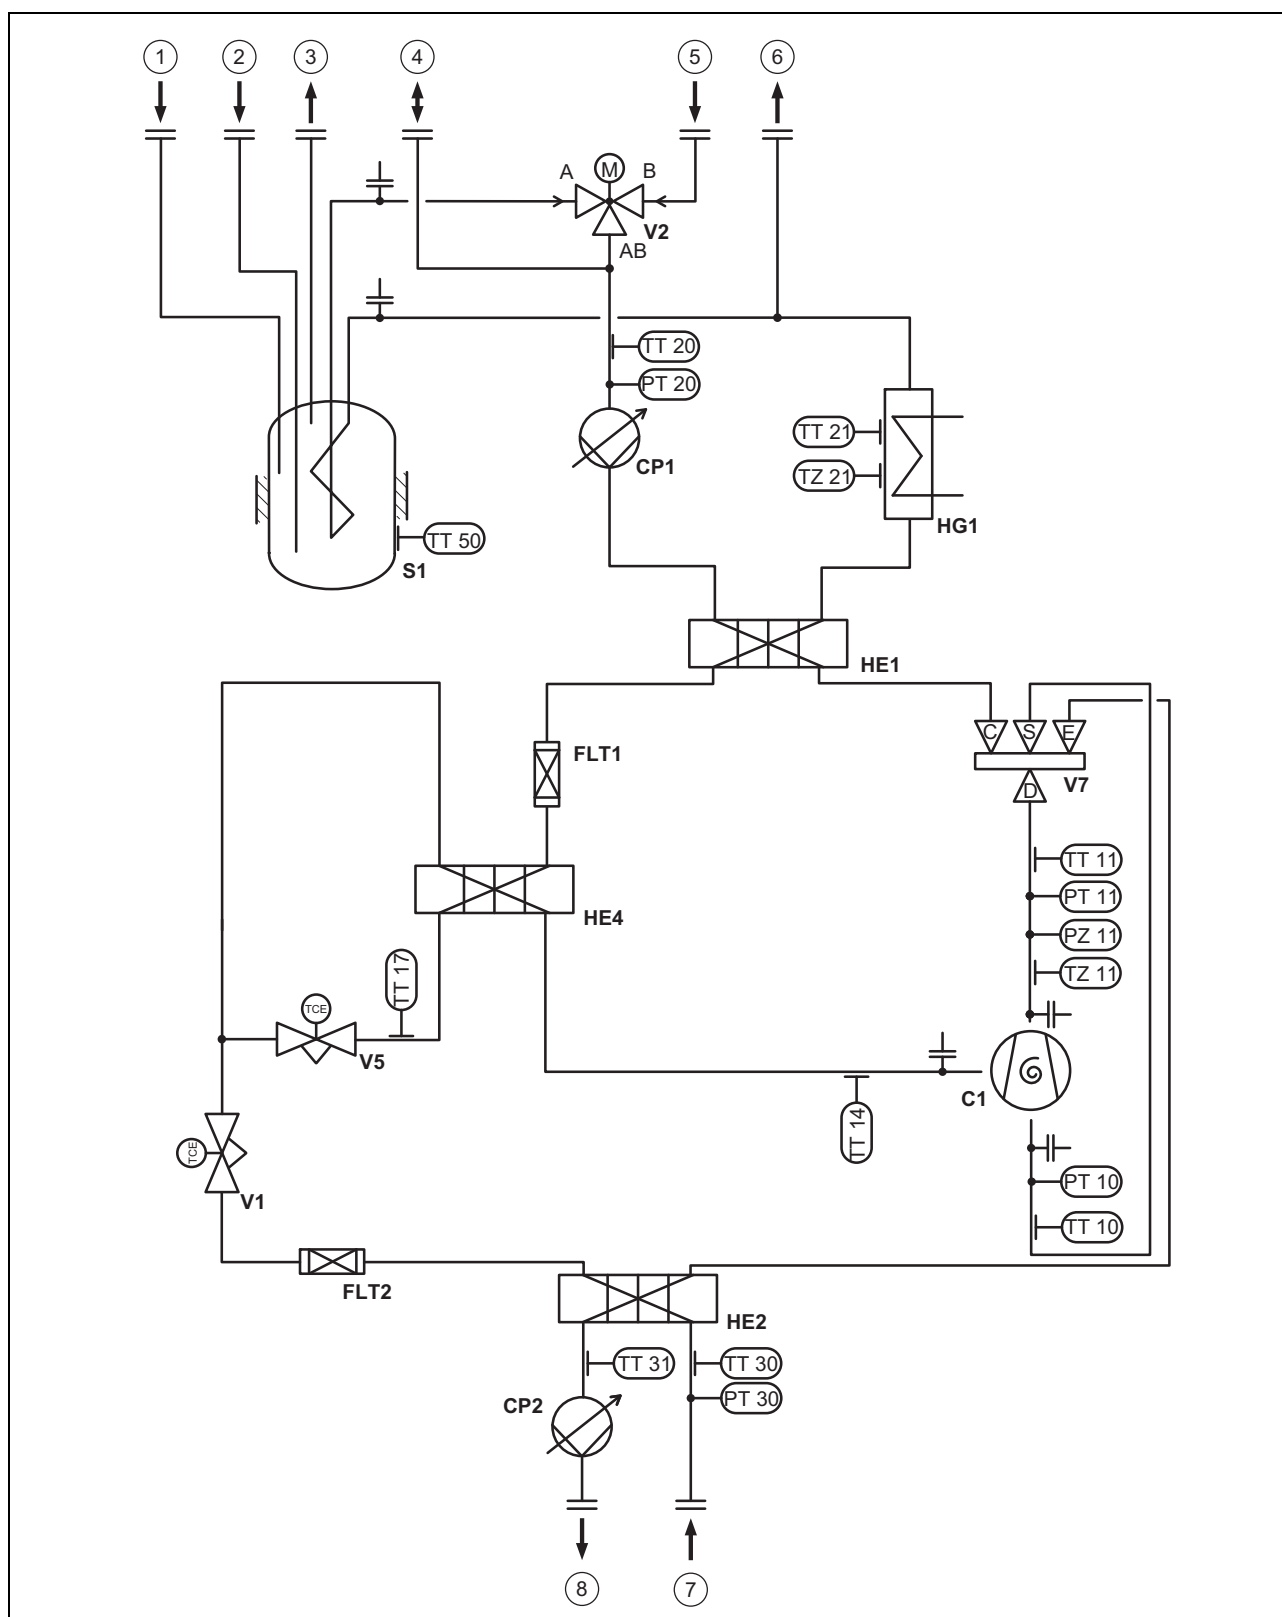 1 2 3 4 5 6
A M B
V2
AB
TT 20
PT 20
CP1
TT 21
TZ 21
HG1
TT 50
S1
HE1
FLT1
C S E
V7
D
TT 11
PT 11
PZ 11
TZ 11
HE4
TT 17
TCE
V5
C1
TT 14
TCE
V1
PT 10
TT 10
FLT2
HE2
TT 31
TT 30
PT 30
CP2
8 7